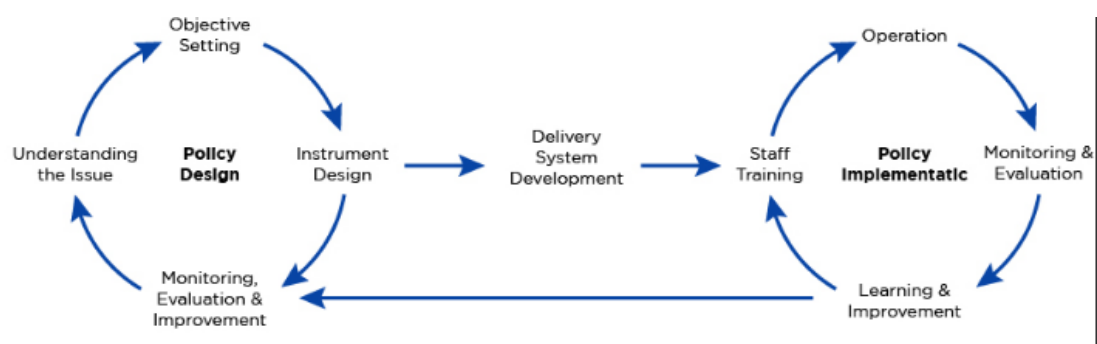 Objective
Setting
Understanding
the Issue
Policy
Design
Instrument
Design
Monitoring,
Evaluation &
Improvement
Delivery
System
Development
Operation
Staff
Training
Policy
Implementatic
Monitoring &
Evaluation
Learning &
Improvement